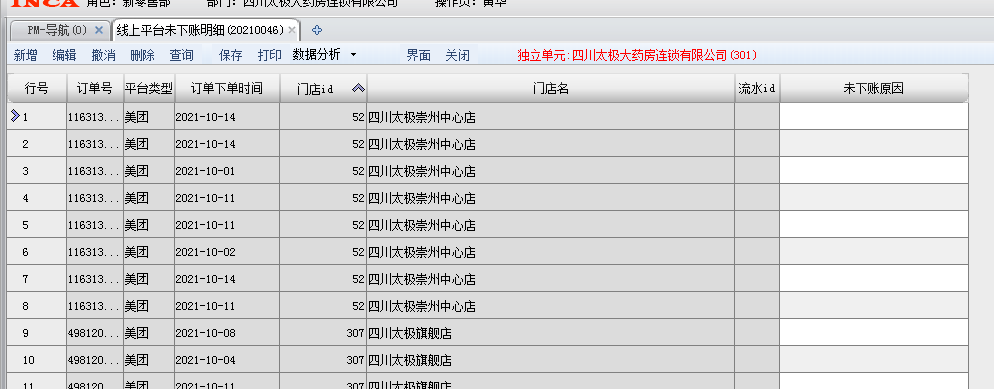 INCA 角色: 新零售部 部门: 四川太极大药房连锁有限公司 操作员: 黄华
PM-导航(0) × 线上平台未下账明细(20210046) ×
新增 编辑 撤消 删除 查询 保存 打印 数据分析 界面 关闭 独立单元:四川太极大药房连锁有限公司(301)
行号 订单号 平台类型 订单下单时间 门店id 门店名 流水id 未下账原因
1 116313... 美团 2021-10-14 52 四川太极崇州中心店
2 116313... 美团 2021-10-14 52 四川太极崇州中心店
3 116313... 美团 2021-10-01 52 四川太极崇州中心店
4 116313... 美团 2021-10-11 52 四川太极崇州中心店
5 116313... 美团 2021-10-11 52 四川太极崇州中心店
6 116313... 美团 2021-10-02 52 四川太极崇州中心店
7 116313... 美团 2021-10-14 52 四川太极崇州中心店
8 116313... 美团 2021-10-11 52 四川太极崇州中心店
9 498120... 美团 2021-10-08 307 四川太极旗舰店
10 498120... 美团 2021-10-04 307 四川太极旗舰店
11 498120... 美团 2021-10-11 307 四川太极旗舰店